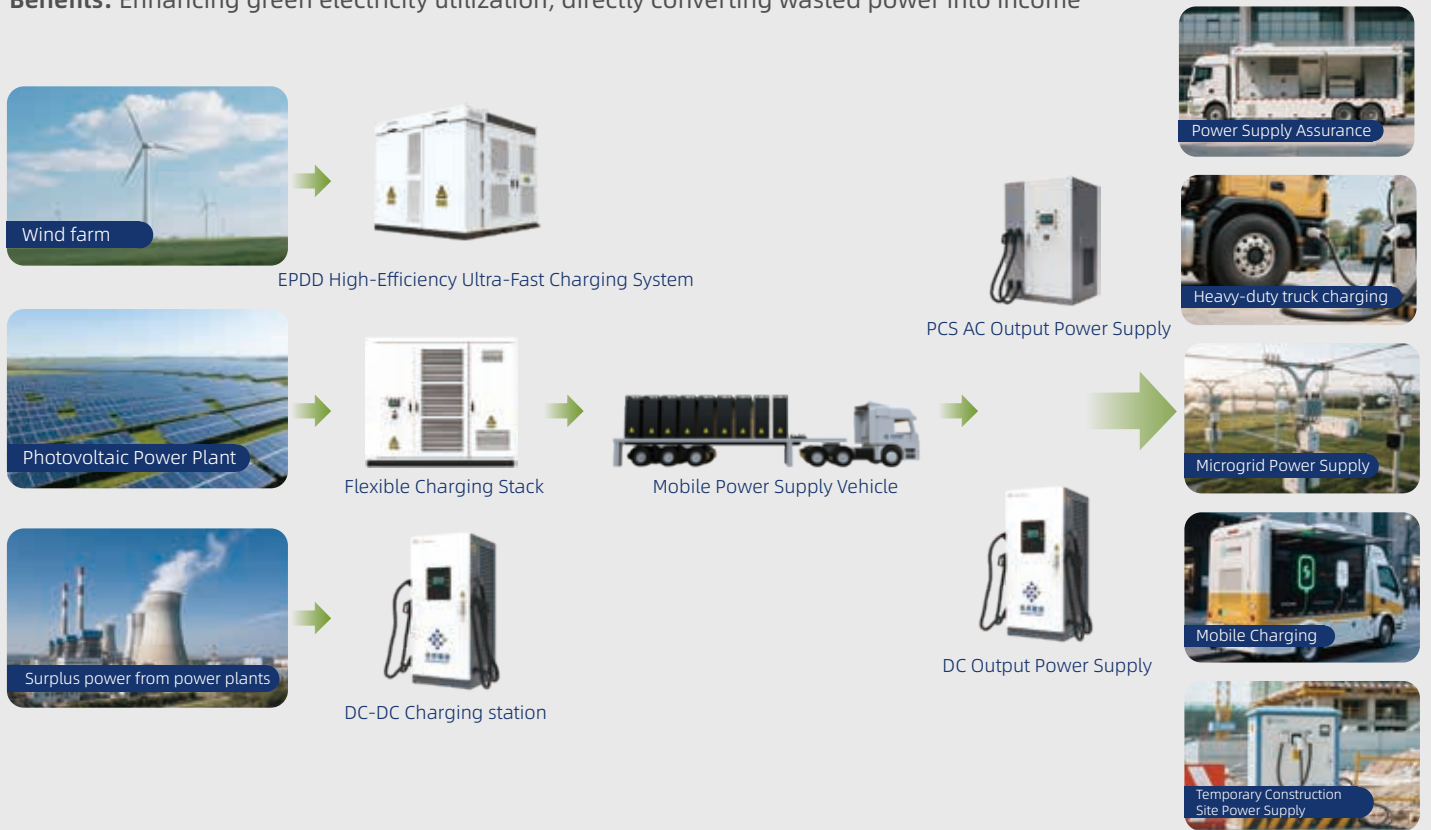 Benefits: Enhancing green electricity utilization, directly converting wasted power into income
Wind farm
EPDD High-Efficiency Ultra-Fast Charging System
Photovoltaic Power Plant
Flexible Charging Stack
Mobile Power Supply Vehicle
Surplus power from power plants
DC-DC Charging station
PCS AC Output Power Supply
DC Output Power Supply
Power Supply Assurance
Heavy-duty truck charging
Microgrid Power Supply
Mobile Charging
Temporary Construction
Site Power Supply